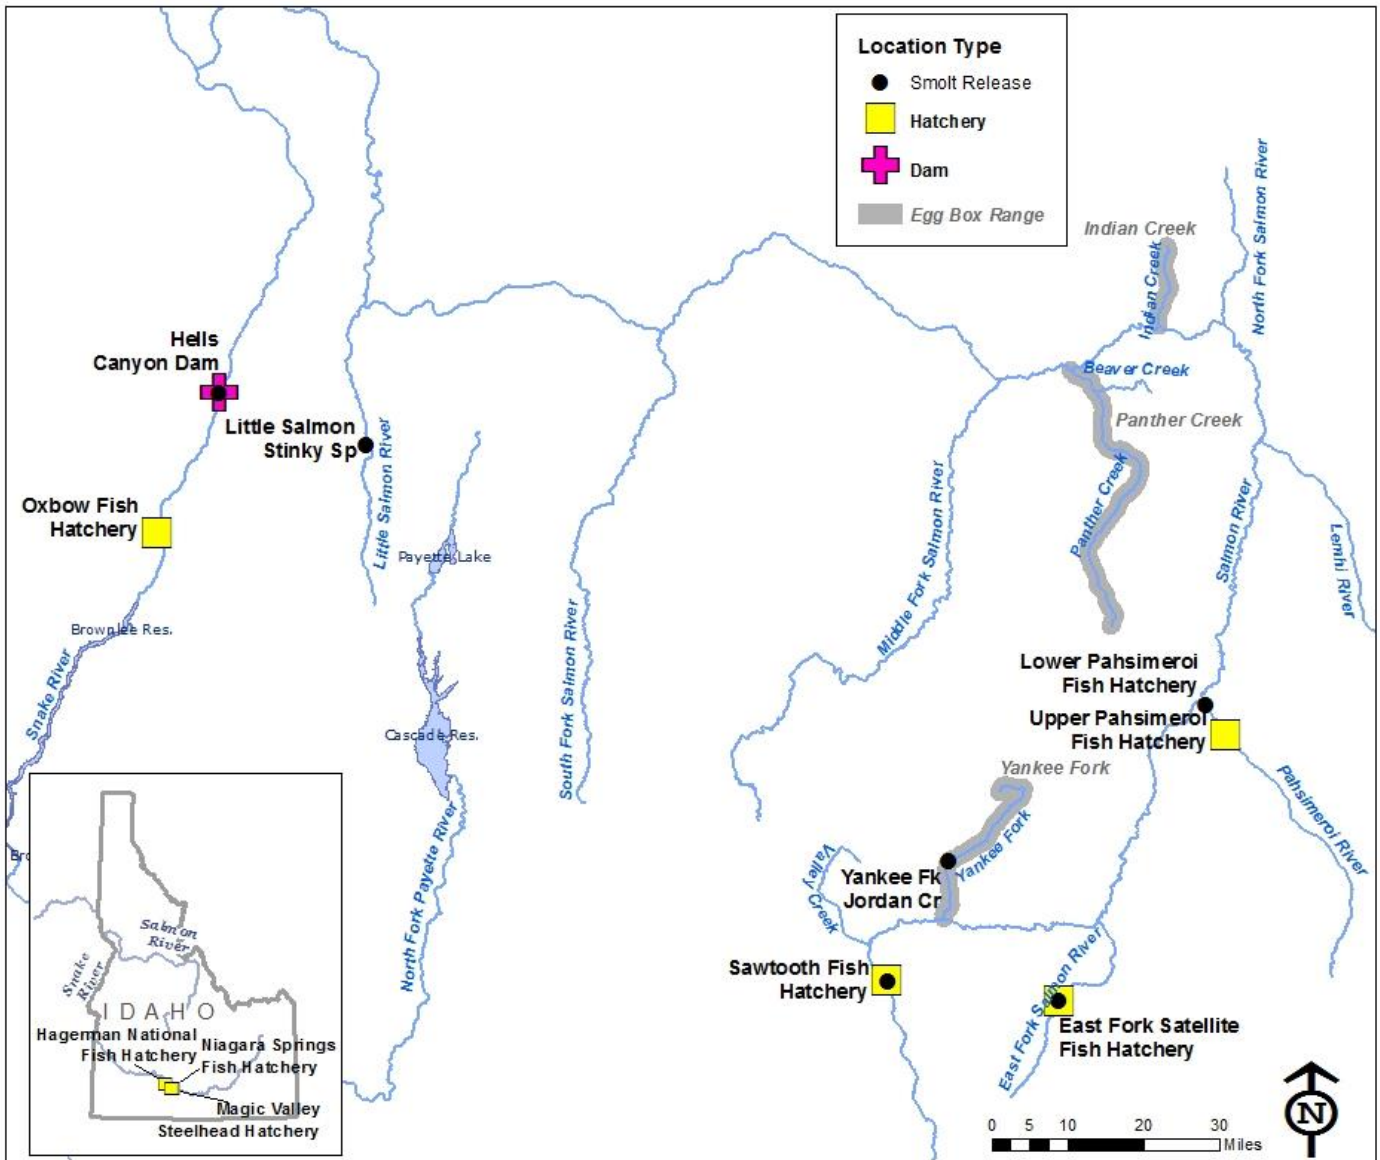 Location Type
Smolt Release
Hatchery
Dam
Egg Box Range
North Fork Salmon River
Indian Creek
Indian Creek
Hells
Canyon Dam
Beaver Creek
Panther Creek
Little Salmon
Stinky Sp
Little Salmon River
Panther Creek
Middle Fork Salmon River
Salmon River
Lemhi River
Oxbow Fish
Hatchery
Payette Lake
Brownlee Res.
Snake River
South Fork Salmon River
Lower Pahsimeroi
Fish Hatchery
Upper Pahsimeroi
Fish Hatchery
Cascade Res.
Yankee Fork
Yankee Fork
Pahsimeroi River
North Fork Payette River
Valley Creek
Yankee Fk
Jordan Cr
Bro
Sawtooth Fish
Hatchery
East Fork Salmon River
East Fork Satellite
Fish Hatchery
Salmon
River
Snake
River
IDAHO
Hagerman National
Fish Hatchery
Niagara Springs
Fish Hatchery
Magic Valley
Steelhead Hatchery
N
0 5 10 20 30
Miles